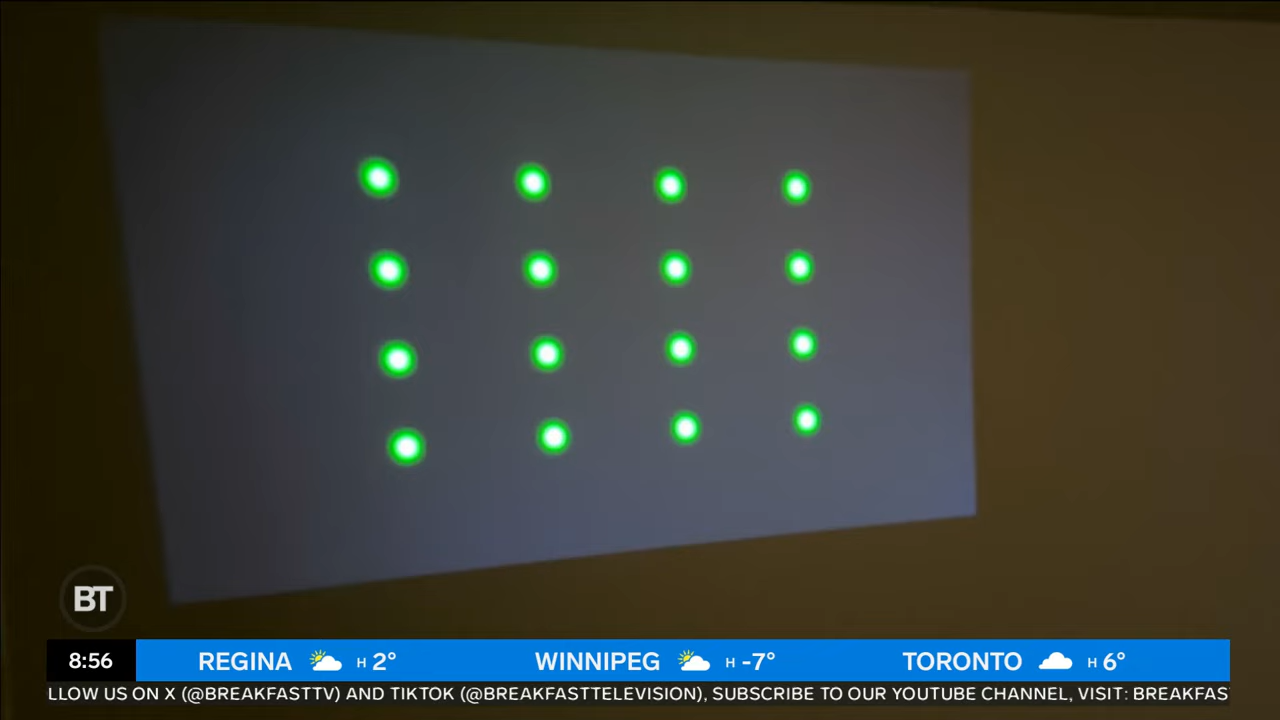 BT
8:56 REGINA H 2° WINNIPEG H -7° TORONTO H 6°
LLOW US ON X (@BREAKFASTTV) AND TIKTOK (@BREAKFASTTELEVISION), SUBSCRIBE TO OUR YOUTUBE CHANNEL, VISIT: BREAKFAS